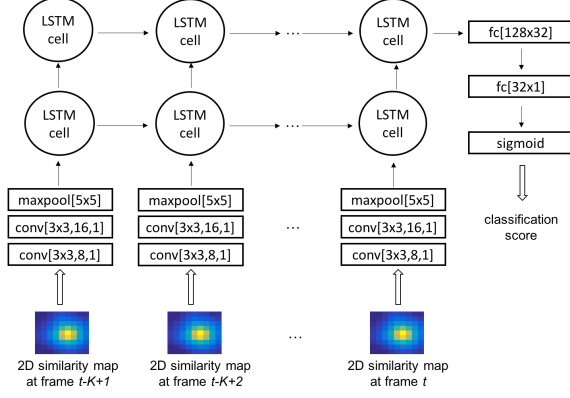 LSTM
cell
LSTM
cell
...
LSTM
cell
fc[128x32]
fc[32x1]
sigmoid
classification
score
LSTM
cell
LSTM
cell
...
LSTM
cell
maxpool[5x5]
conv[3x3,16,1]
conv[3x3,8,1]
maxpool[5x5]
conv[3x3,16,1]
conv[3x3,8,1]
...
maxpool[5x5]
conv[3x3,16,1]
conv[3x3,8,1]
2D similarity map
at frame t-K+1
2D similarity map
at frame t-K+2
...
2D similarity map
at frame t